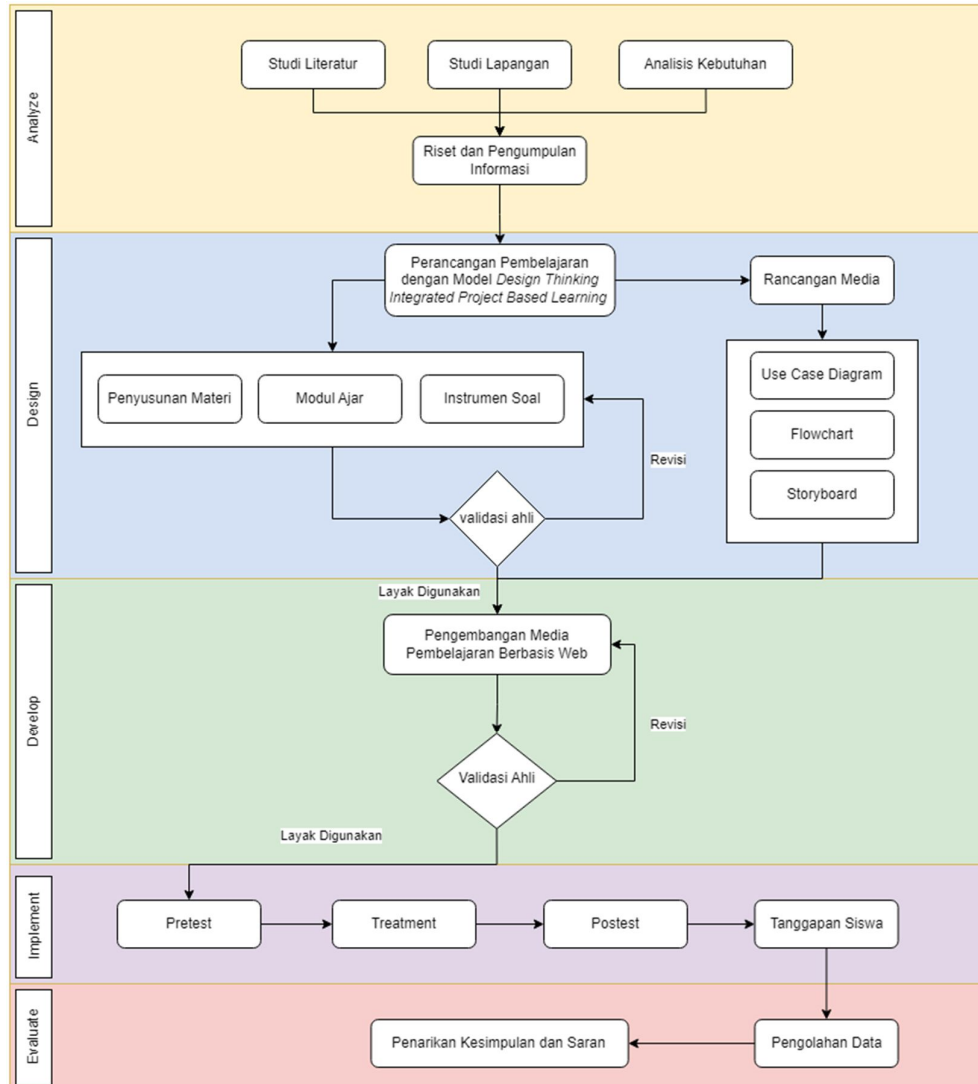 Analyze
Studi Literatur
Studi Lapangan
Analisis Kebutuhan
Riset dan Pengumpulan
Informasi
Design
Perancangan Pembelajaran
dengan Model Design Thinking
Integrated Project Based Learning
Rancangan Media
Penyusunan Materi
Modul Ajar
Instrumen Soal
Use Case Diagram
Flowchart
Storyboard
Revisi
validasi ahli
Layak Digunakan
Develop
Pengembangan Media
Pembelajaran Berbasis Web
Revisi
Validasi Ahli
Layak Digunakan
Implement
Pretest
Treatment
Postest
Tanggapan Siswa
Evaluate
Penarikan Kesimpulan dan Saran
Pengolahan Data